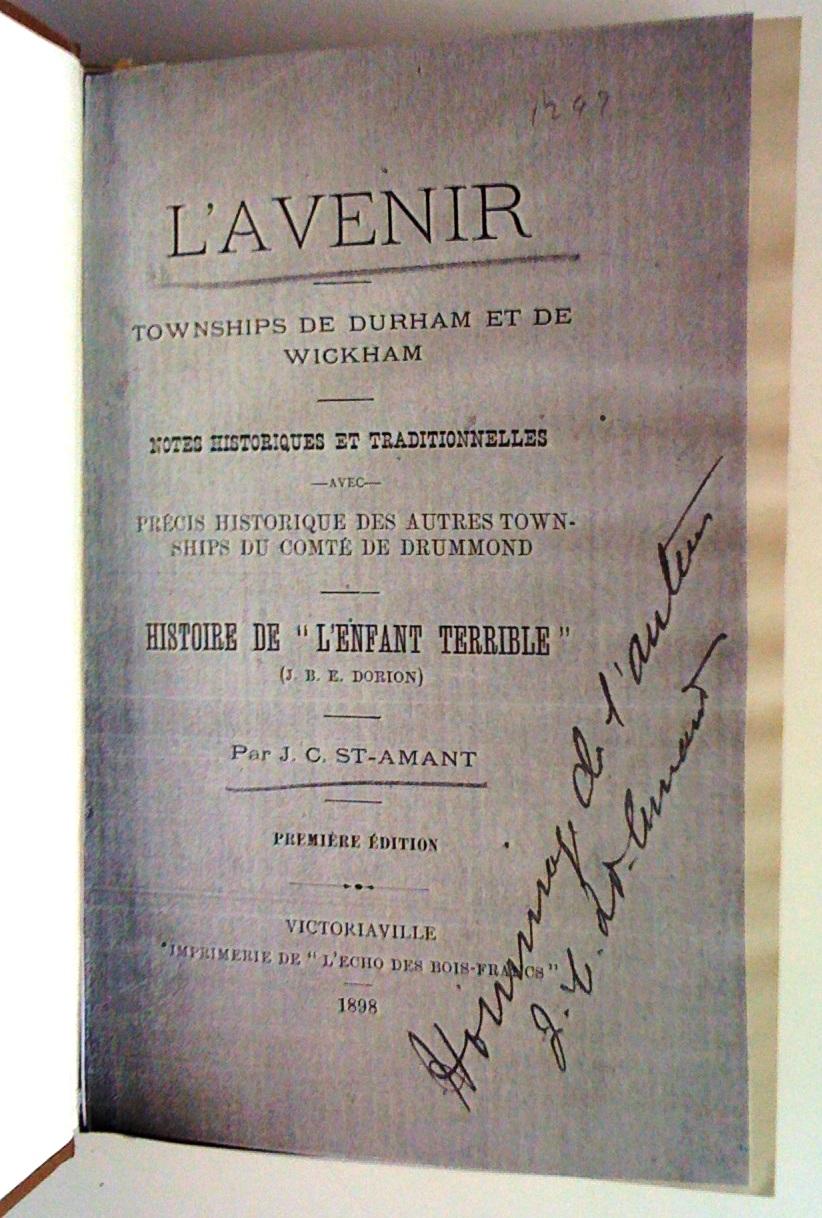 L'AVENIR
TOWNSHIPS DE DURHAM ET DE
WICKHAM
NOTES HISTORIQUES ET TRADITIONNELLES
—AVEC—
PRÉCIS HISTORIQUE DES AUTRES TOWN-
SHIPS DU COMTÉ DE DRUMMOND
HISTOIRE DE "L'ENFANT TERRIBLE"
(J. B. E. DORION)
Par J. C. ST-AMANT
PREMIÈRE ÉDITION
VICTORIAVILLE
IMPRIMERIE DE "L'ECHO DES BOIS-FRANCS"
1898
Hommage de l'auteur
J. C. St-Amant